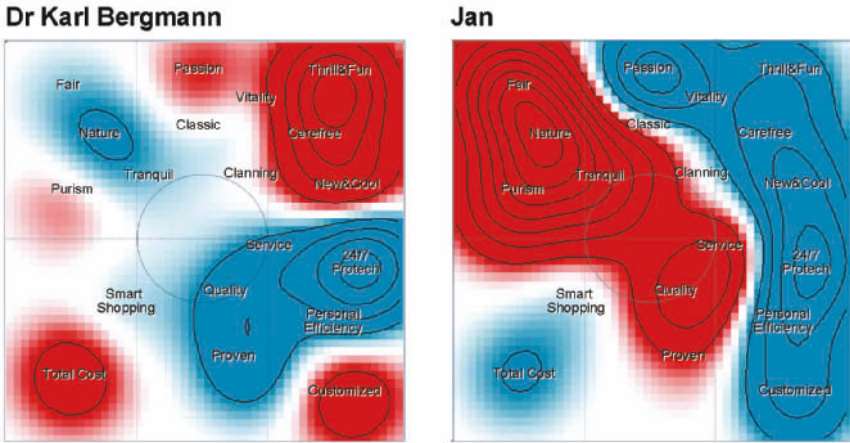 Dr Karl Bergmann
Passion
Thrill&Fun
Fair
Vitality
Classic
Nature
Carefree
Tranquil
Clanning
Purism
New&Cool
Service
24/7
Protech
Quality
Smart
Shopping
Personal
Efficiency
Proven
Total Cost
Customized
Jan
Passion
Thrill&Fun
Fair
Vitality
Classic
Nature
Carefree
Tranquil
Clanning
Purism
New&Cool
Service
24/7
Protech
Quality
Smart
Shopping
Personal
Efficiency
Proven
Total Cost
Customized